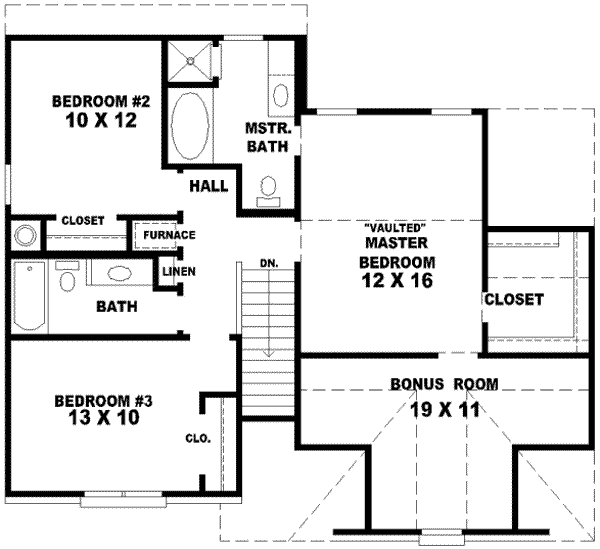 BEDROOM #2
10 X 12
MSTR.
BATH
HALL
CLOSET
FURNACE
LINEN
DN.
BATH
"VAULTED"
MASTER
BEDROOM
12 X 16
CLOSET
BEDROOM #3
13 X 10
CLO.
BONUS ROOM
19 X 11